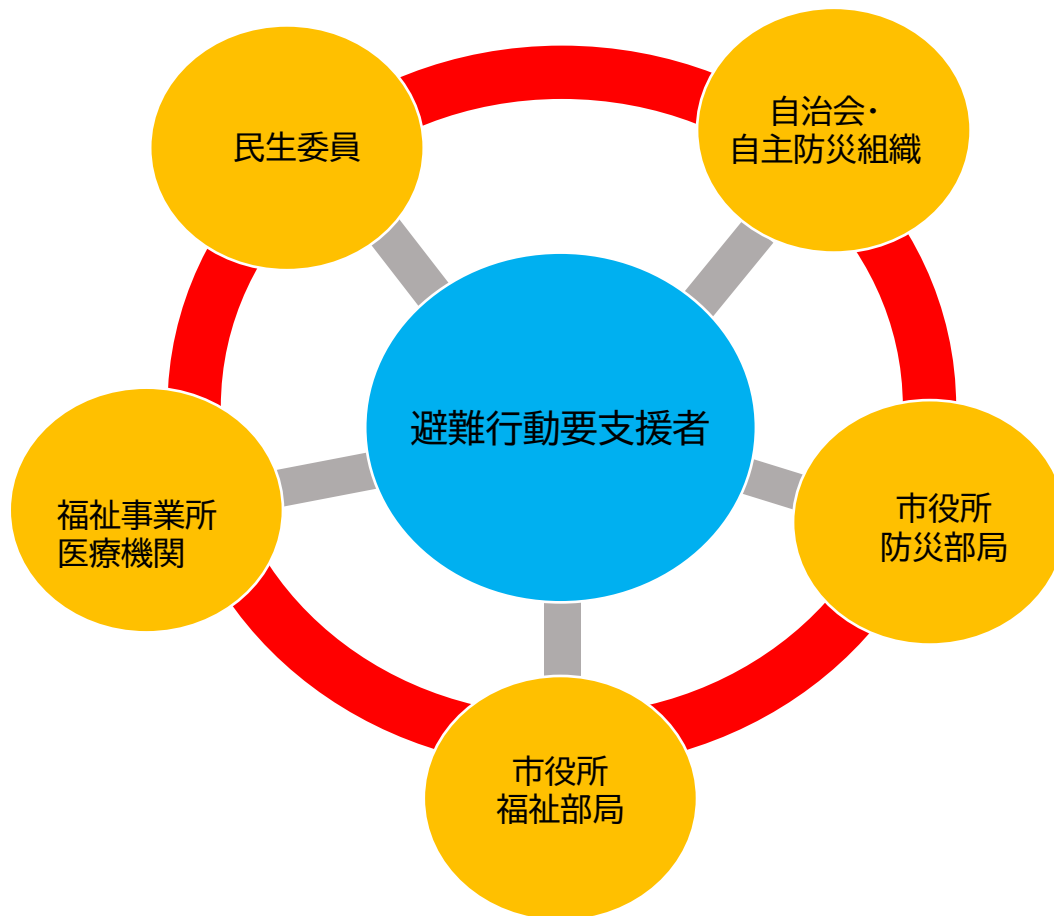 民生委員
自治会・
自主防災組織
避難行動要支援者
福祉事業所
医療機関
市役所
防災部局
市役所
福祉部局